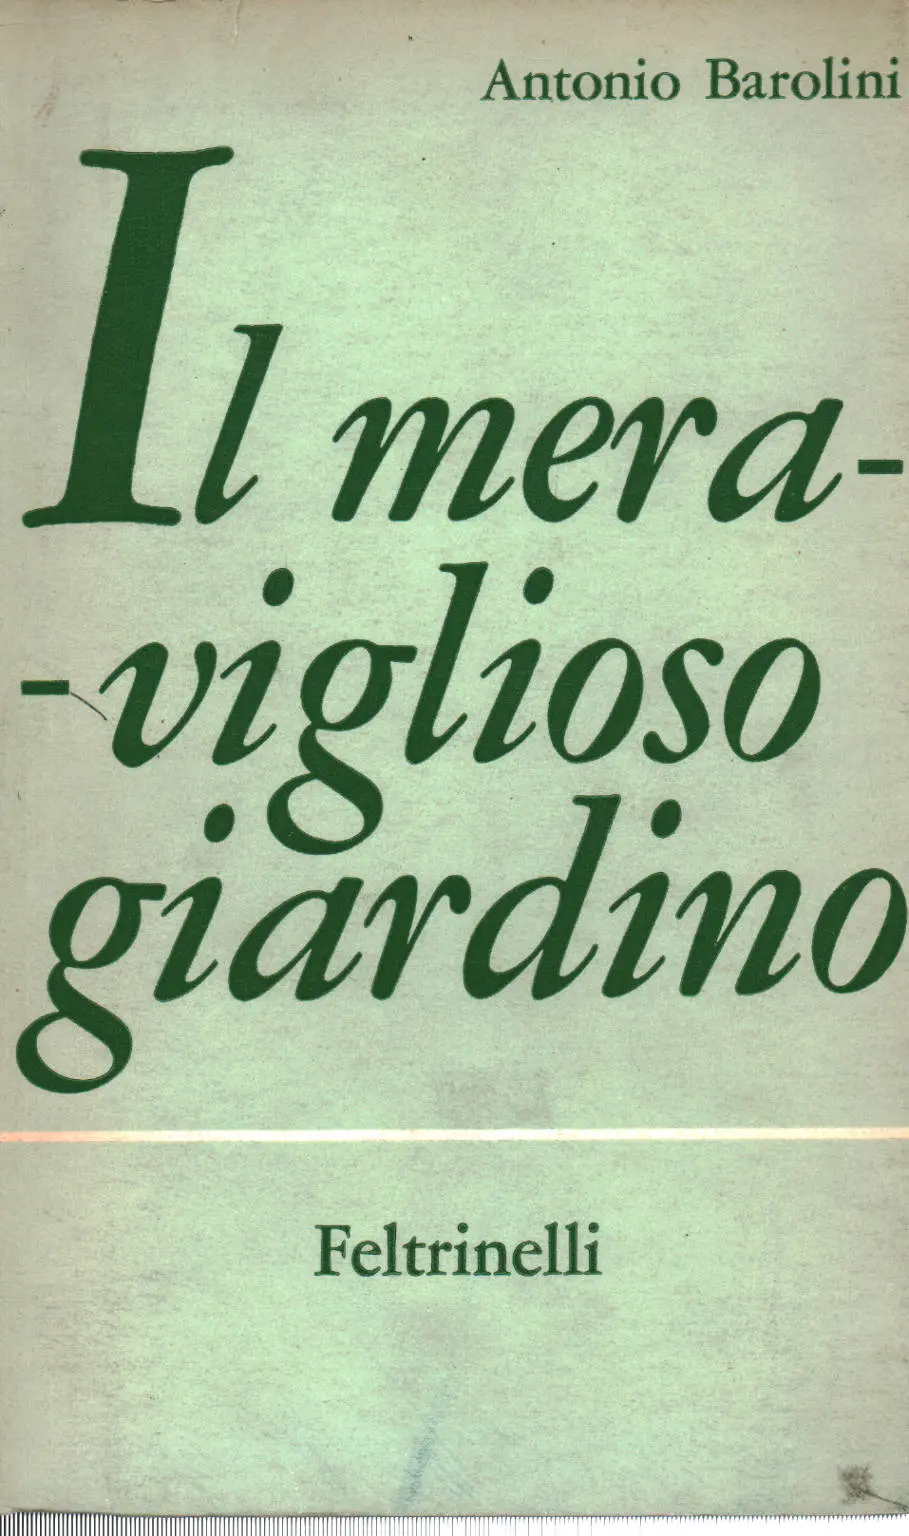 Antonio Barolini
Il mera-
-viglioso
giardino
Feltrinelli